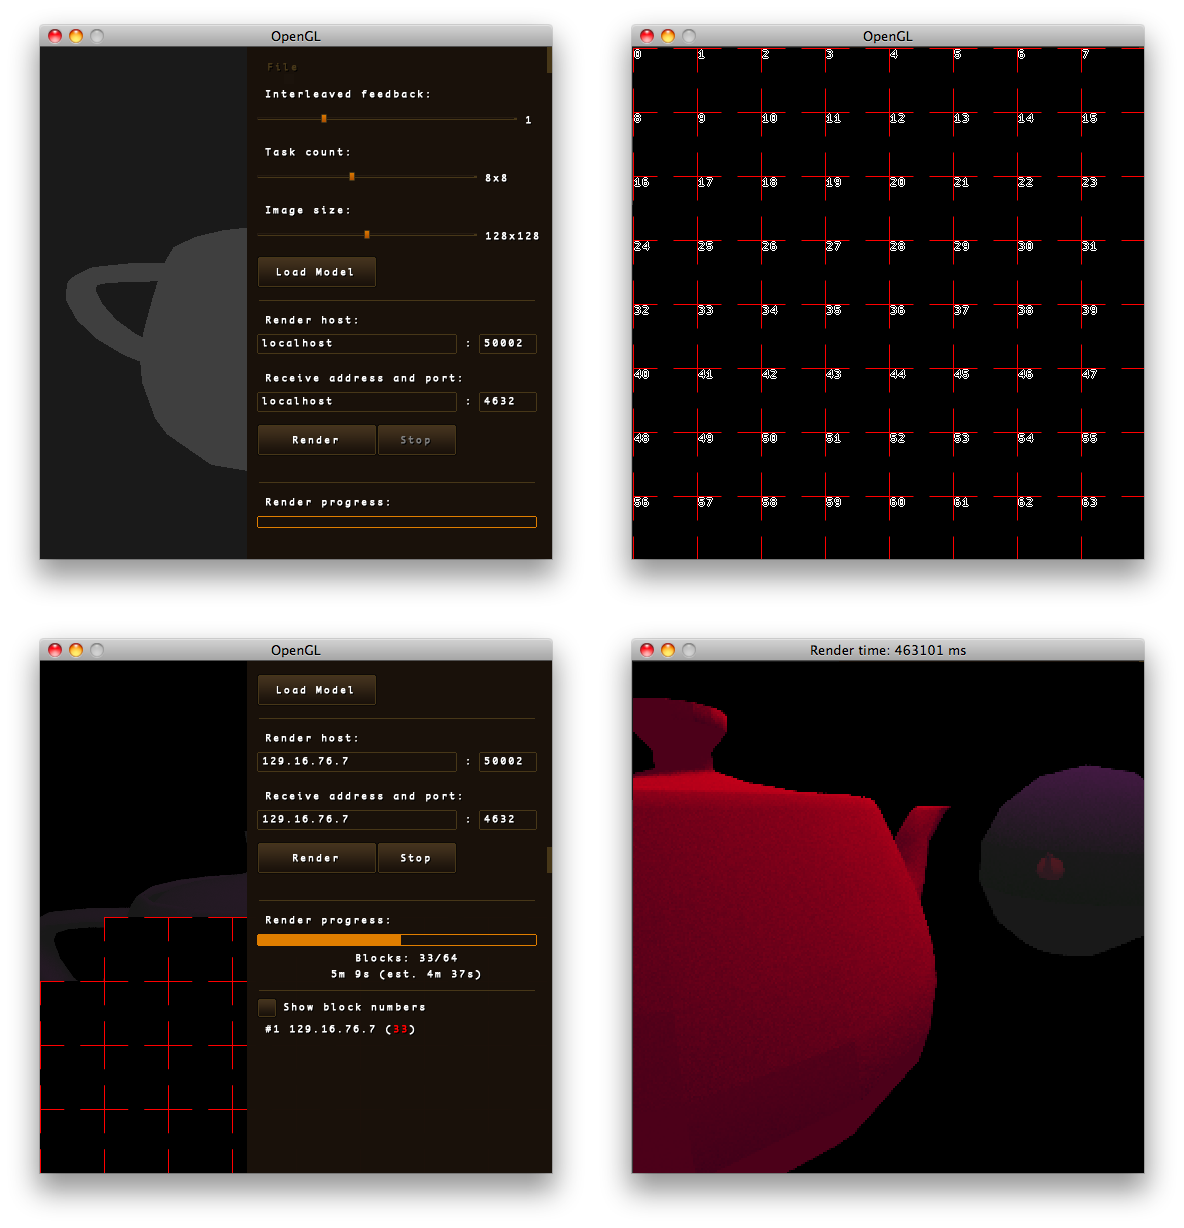 OpenGL
File
Interleaved feedback:
1
Task count:
8x8
Image size:
128x128
Load Model
Render host:
localhost : 50002
Receive address and port:
localhost : 4632
Render Stop
Render progress:
OpenGL
0 1 2 3 4 5 6 7
8 9 10 11 12 13 14 15
16 17 18 19 20 21 22 23
24 25 26 27 28 29 30 31
32 33 34 35 36 37 38 39
40 41 42 43 44 45 46 47
48 49 50 51 52 53 54 55
56 57 58 59 60 61 62 63
OpenGL
Load Model
Render host:
129.16.76.7 : 50002
Receive address and port:
129.16.76.7 : 4632
Render Stop
Render progress:
Blocks: 33/64
5m 9s (est. 4m 37s)
Show block numbers
#1 129.16.76.7 (33)
Render time: 463101 ms